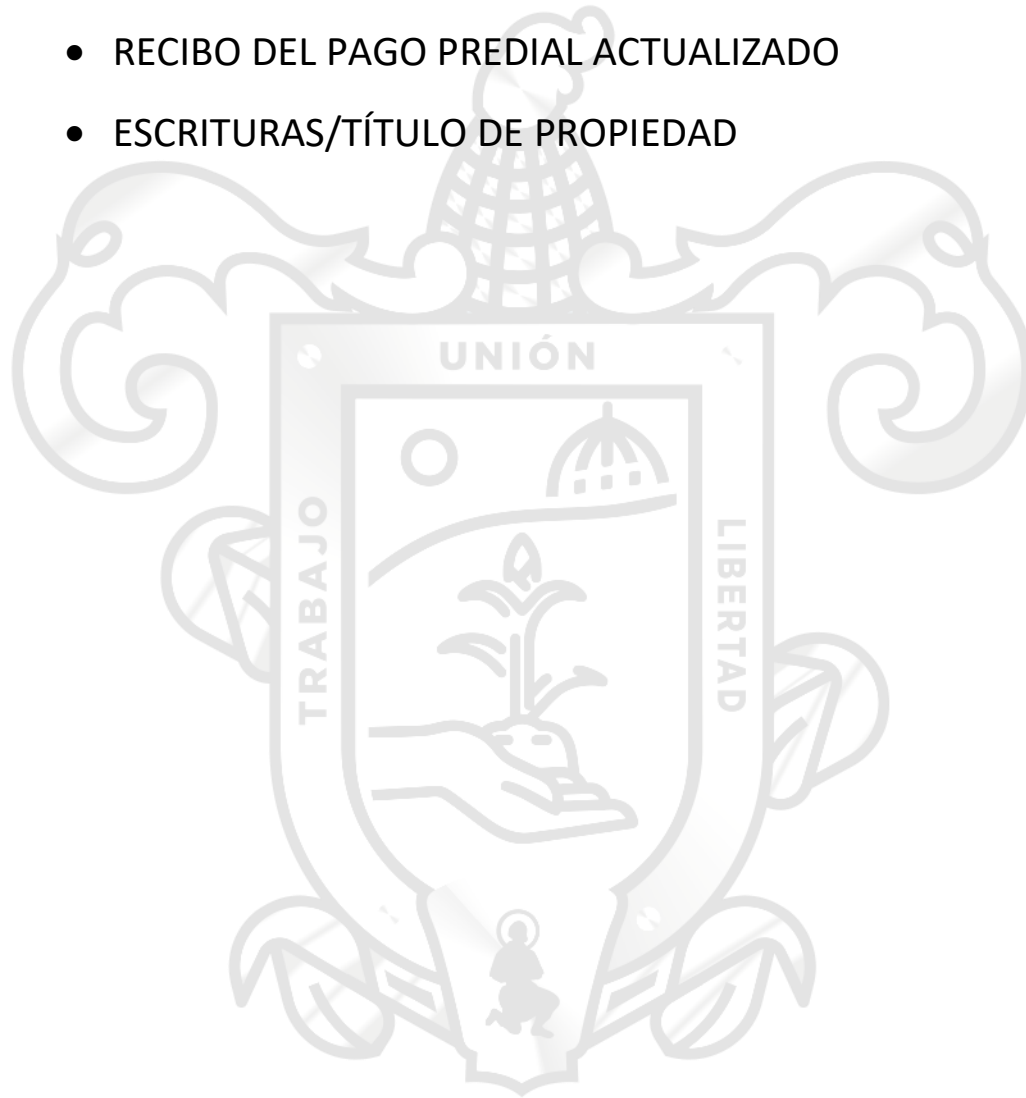 • RECIBO DEL PAGO PREDIAL ACTUALIZADO
• ESCRITURAS/TÍTULO DE PROPIEDAD
UNIÓN
TRABAJO
LIBERTAD